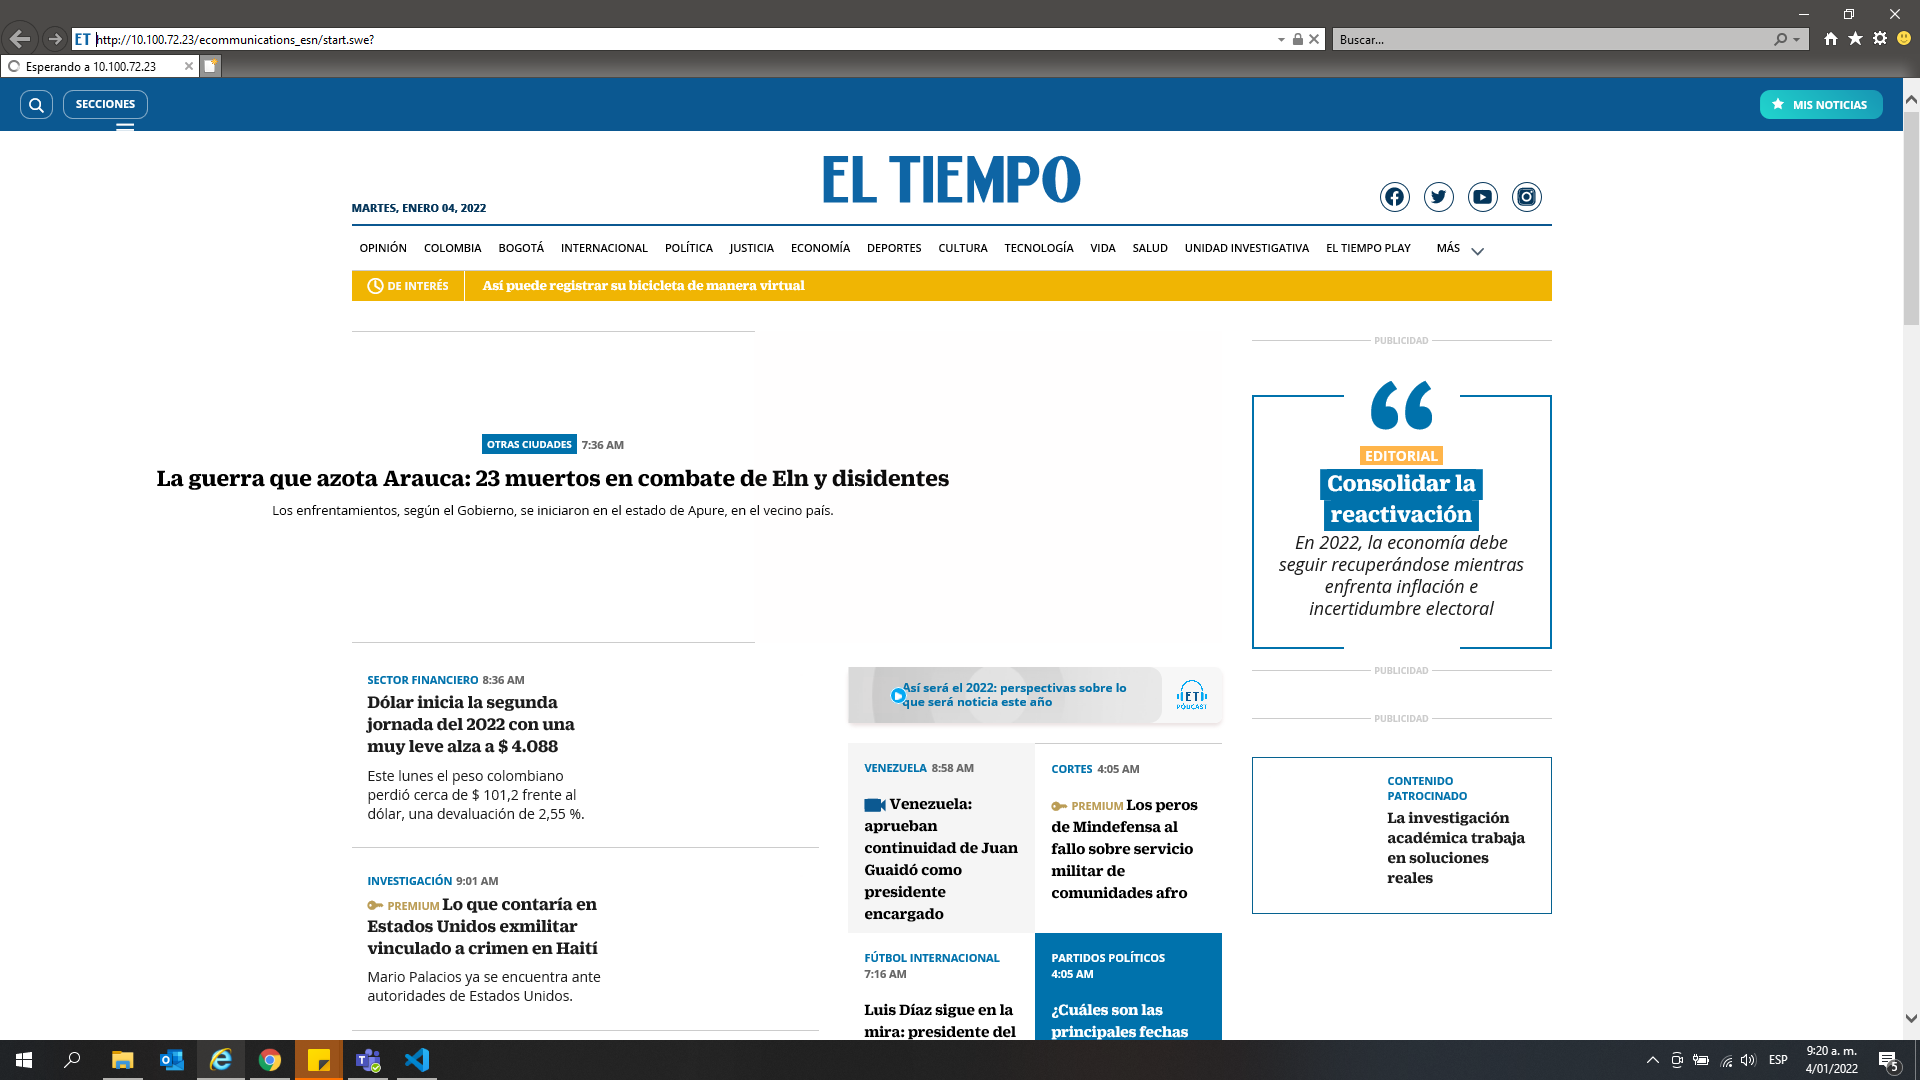 ET http://10.100.72.23/ecommunications_esn/start.swe?
Buscar...
Esperando a 10.100.72.23
SECCIONES
MIS NOTICIAS
EL TIEMPO
MARTES, ENERO 04, 2022
OPINIÓN COLOMBIA BOGOTÁ INTERNACIONAL POLÍTICA JUSTICIA ECONOMÍA DEPORTES CULTURA TECNOLOGÍA VIDA SALUD UNIDAD INVESTIGATIVA EL TIEMPO PLAY MÁS
DE INTERÉS Así puede registrar su bicicleta de manera virtual
OTRAS CIUDADES 7:36 AM
La guerra que azota Arauca: 23 muertos en combate de Eln y disidentes
Los enfrentamientos, según el Gobierno, se iniciaron en el estado de Apure, en el vecino país.
SECTOR FINANCIERO 8:36 AM
Dólar inicia la segunda
jornada del 2022 con una
muy leve alza a $ 4.088
Este lunes el peso colombiano
perdió cerca de $ 101,2 frente al
dólar, una devaluación de 2,55 %.
INVESTIGACIÓN 9:01 AM
PREMIUM Lo que contaría en
Estados Unidos exmilitar
vinculado a crimen en Haití
Mario Palacios ya se encuentra ante
autoridades de Estados Unidos.
Así será el 2022: perspectivas sobre lo
que será noticia este año
ET
PODCAST
VENEZUELA 8:58 AM
Venezuela:
aprueban
continuidad de Juan
Guaidó como
presidente
encargado
CORTES 4:05 AM
PREMIUM Los peros
de Mindefensa al
fallo sobre servicio
militar de
comunidades afro
FÚTBOL INTERNACIONAL
7:16 AM
Luis Díaz sigue en la
mira: presidente del
PARTIDOS POLÍTICOS
4:05 AM
¿Cuáles son las
principales fechas
PUBLICIDAD
EDITORIAL
Consolidar la
reactivación
En 2022, la economía debe
seguir recuperándose mientras
enfrenta inflación e
incertidumbre electoral
PUBLICIDAD
PUBLICIDAD
CONTENIDO
PATROCINADO
La investigación
académica trabaja
en soluciones
reales
ESP
9:20 a. m.
4/01/2022
5